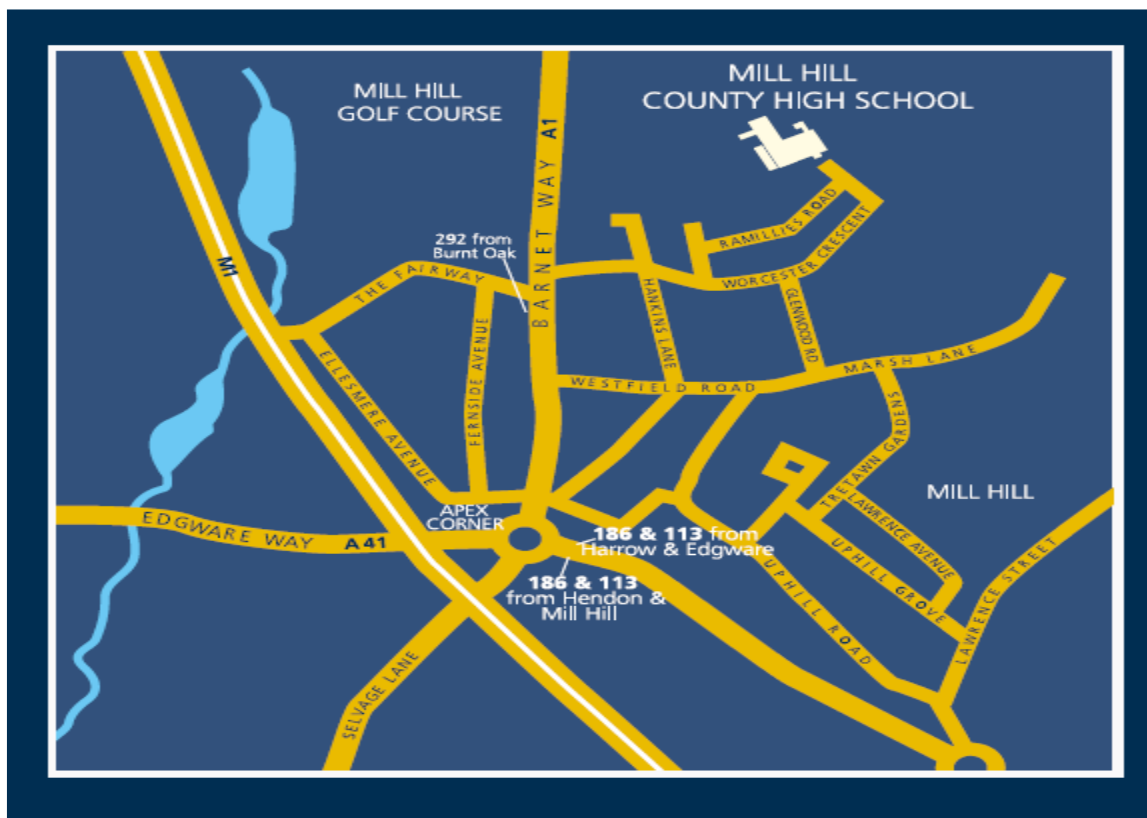 MILL HILL
GOLF COURSE
MILL HILL
COUNTY HIGH SCHOOL
BARNET WAY A1
M1
292 from
Burnt Oak
THE FAIRWAY
RAMILLIES ROAD
WORCESTER CRESCENT
HANKINS LANE
GLENWOOD RD
ELLESMERE AVENUE
FERNSIDE AVENUE
WESTFIELD ROAD
MARSH LANE
TRETAWN GARDENS
MILL HILL
LAWRENCE AVENUE
APEX
CORNER
EDGWARE WAY A41
186 & 113 from
Harrow & Edgware
186 & 113
from Hendon &
Mill Hill
UPHILL GROVE
UPHILL ROAD
LAWRENCE STREET
SELVAGE LANE